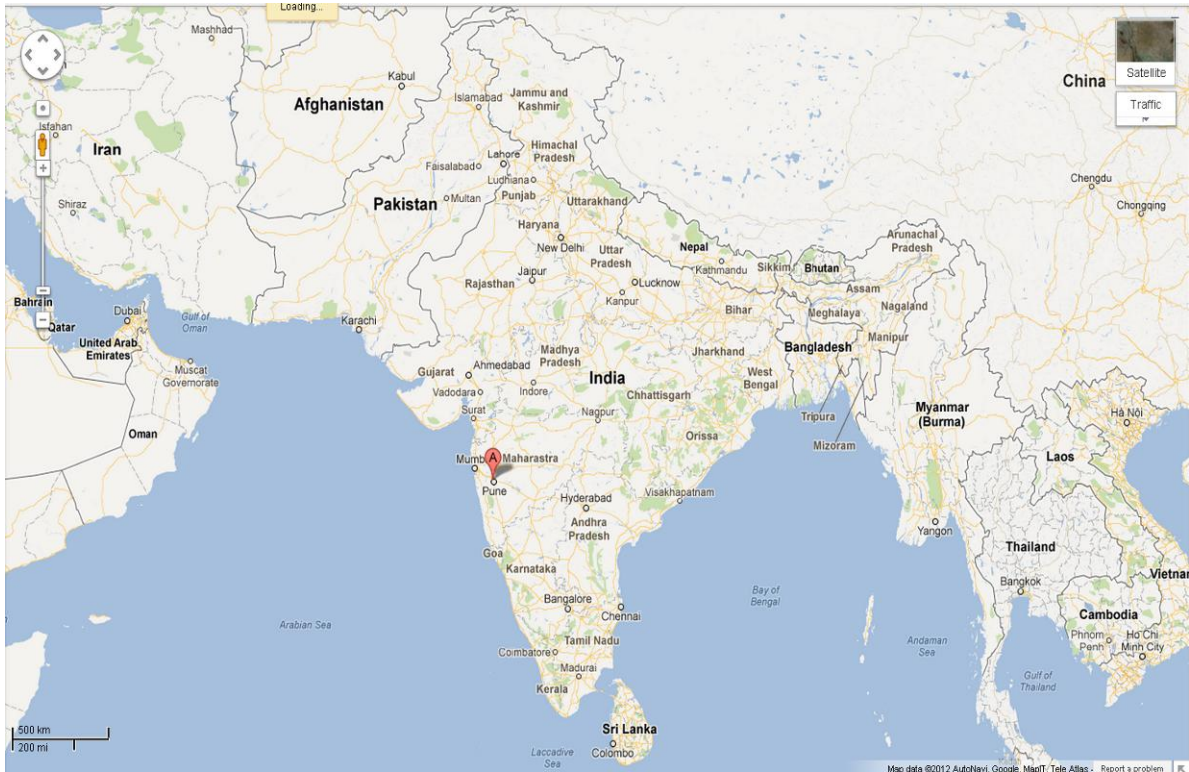 Loading...
Mashhad
Kabul
Afghanistan
Islamabad
Jammu and
Kashmir
China
Satellite
Traffic
Isfahan
Iran
Himachal
Pradesh
Lahore
Faisalabad
Ludhiana
Punjab
Multan
Pakistan
Shiraz
Uttarakhand
Chengdu
Chongqing
Haryana
New Delhi
Uttar
Pradesh
Nepal
Kathmandu
Arunachal
Pradesh
Sikkim
Bhutan
Jaipur
Rajasthan
Lucknow
Kanpur
Assam
Bahrain
Qatar
Dubai
Gulf of
Oman
Karachi
Bihar
Meghalaya
Nagaland
Manipur
United Arab
Emirates
Muscat
Governorate
Madhya
Pradesh
Jharkhand
Bangladesh
Gujarat
Ahmedabad
Vadodara
Indore
India
West
Bengal
Chhattisgarh
Surat
Nagpur
Tripura
Myanmar
(Burma)
Hà Nội
Oman
Orissa
Mizoram
Laos
A
Mumb
Maharastra
Pune
Hyderabad
Visakhapatnam
Andhra
Pradesh
Yangon
Thailand
Goa
Karnataka
Bangkok
Vietnam
Bay of
Bengal
Bangalore
Chennai
Cambodia
Arabian Sea
Tamil Nadu
Andaman
Sea
Phnom
Penh
Ho Chi
Minh City
Coimbatore
Madurai
Kerala
Gulf of
Thailand
500 km
200 mi
Sri Lanka
Colombo
Laccadive
Sea
Map data ©2012 AutoNavi, Google, MapIT, Tele Atlas - Report a problem